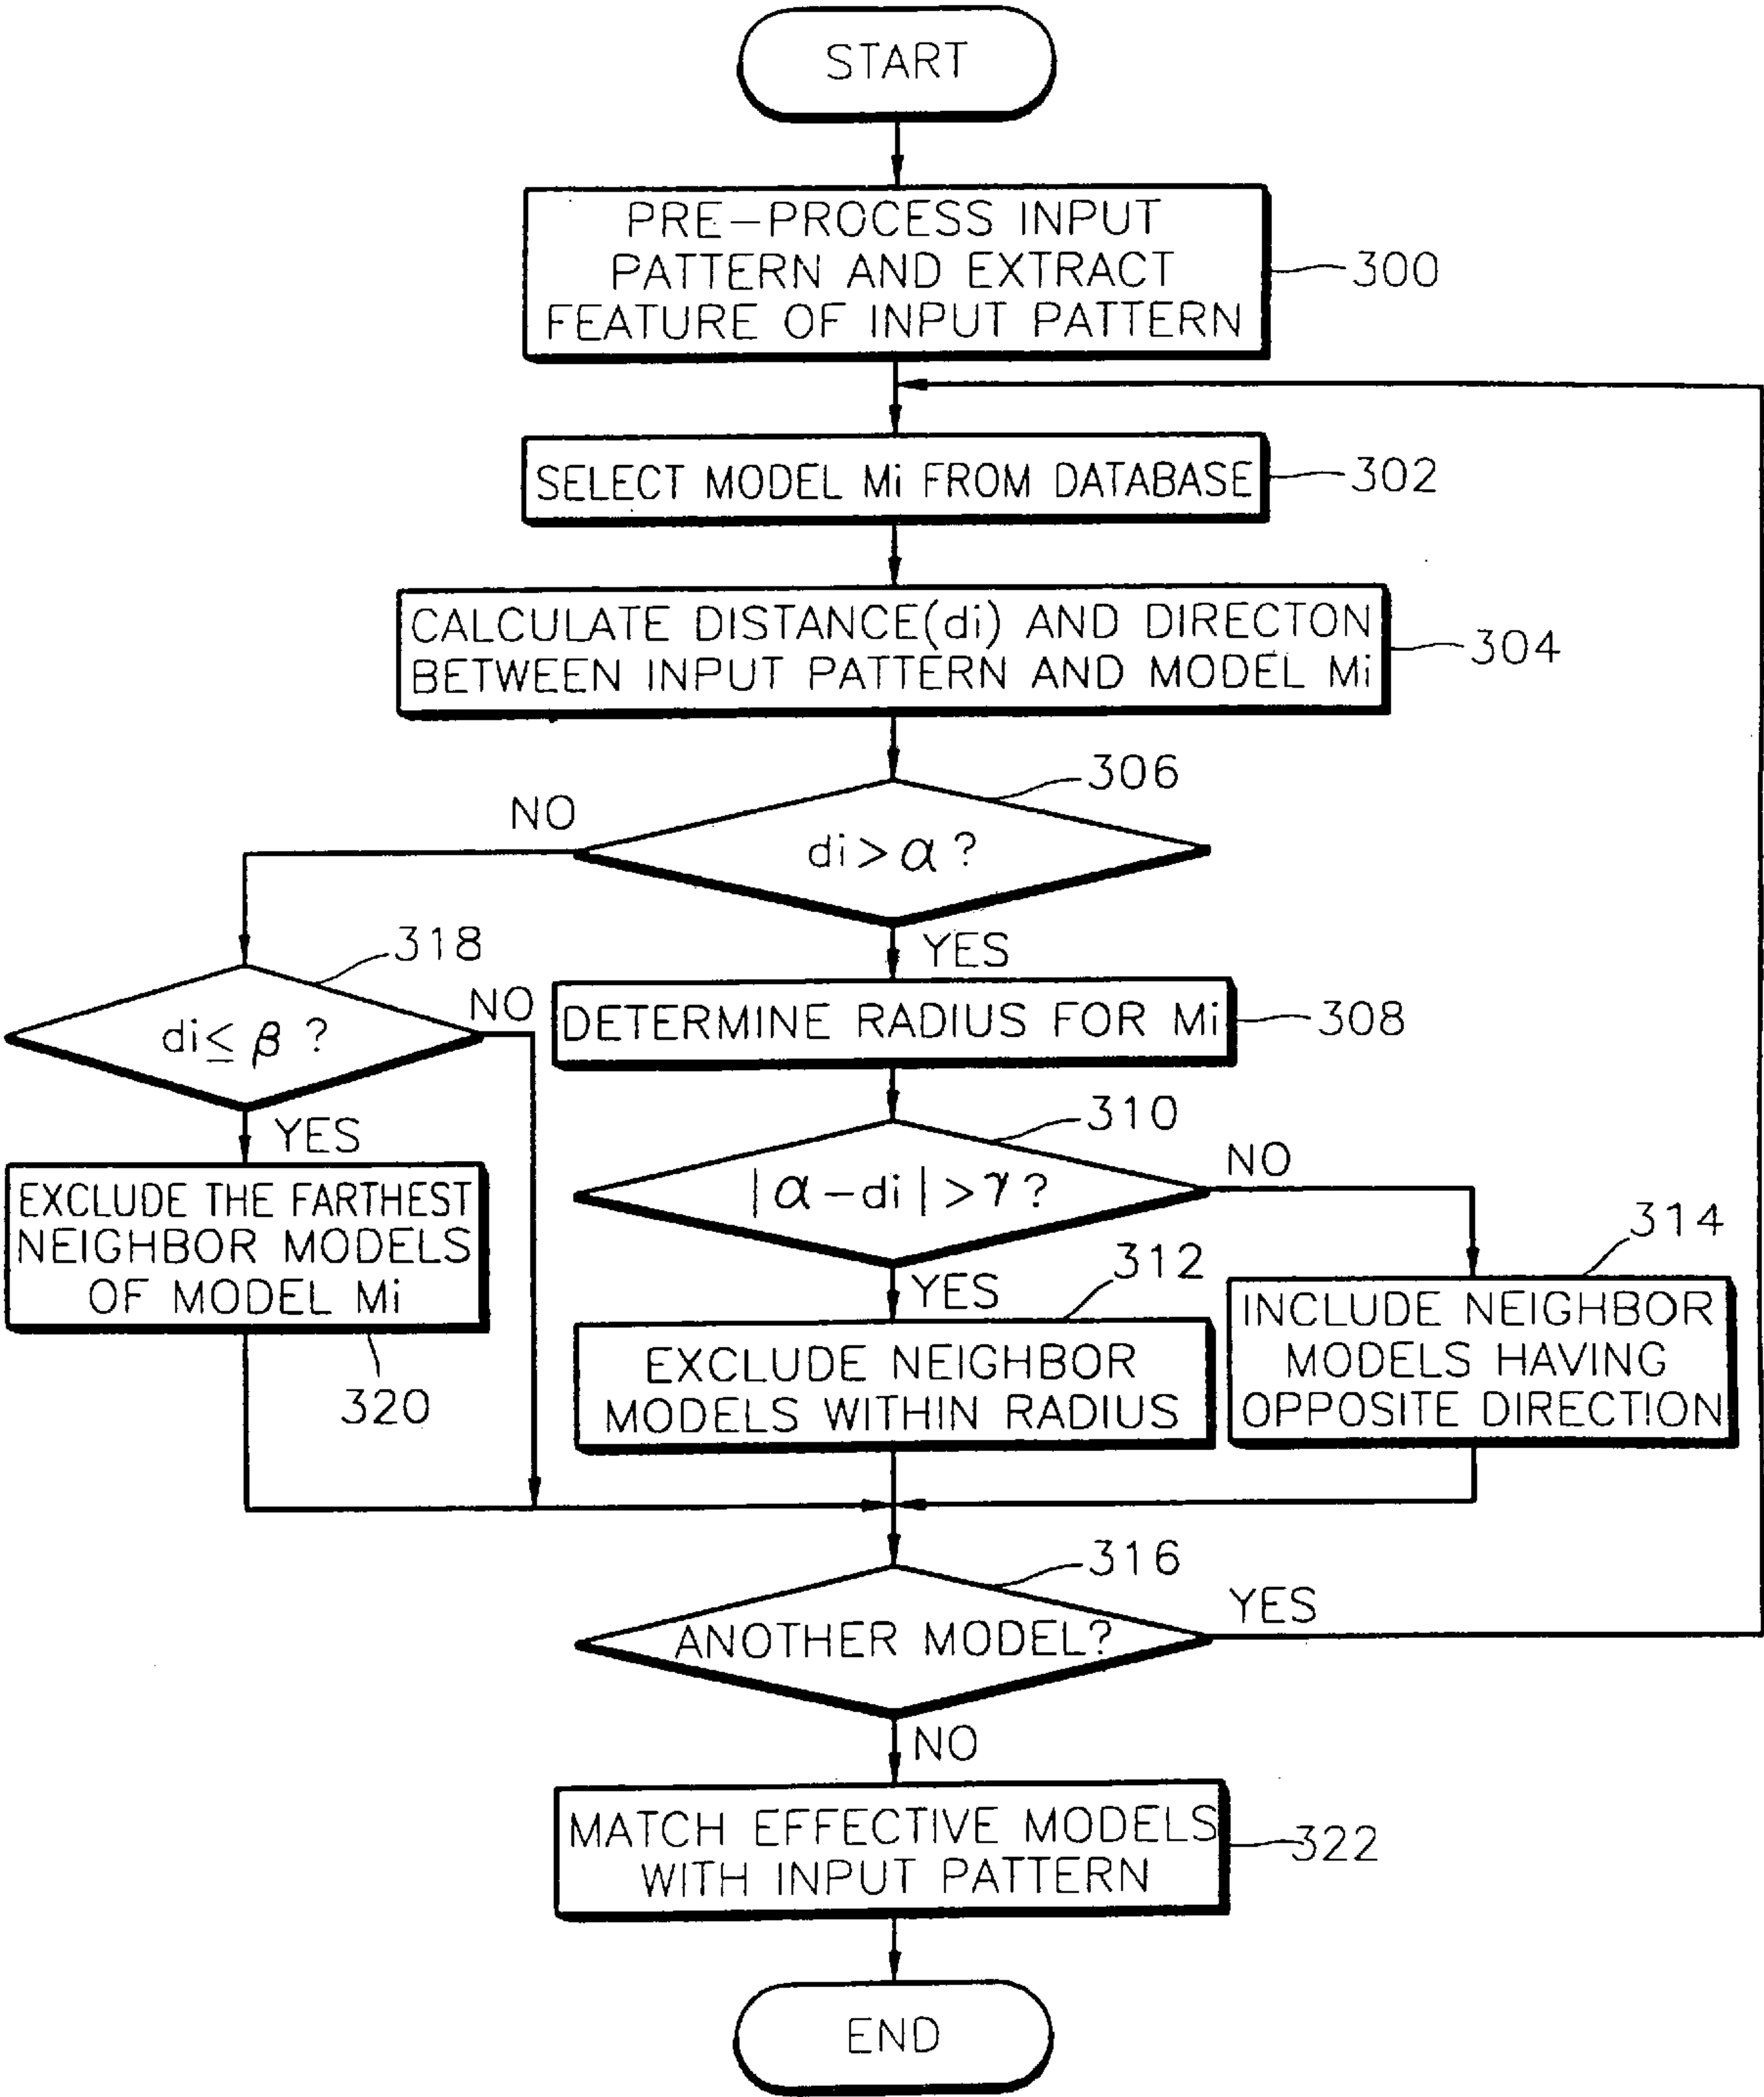 START
PRE-PROCESS INPUT
PATTERN AND EXTRACT
FEATURE OF INPUT PATTERN
300
SELECT MODEL Mi FROM DATABASE
302
CALCULATE DISTANCE(di) AND DIRECTON
BETWEEN INPUT PATTERN AND MODEL Mi
304
306
NO
di > α ?
YES
318
di ≤ β ?
NO
YES
DETERMINE RADIUS FOR Mi
308
310
|α - di| > γ ?
NO
YES
EXCLUDE THE FARTHEST
NEIGHBOR MODELS
OF MODEL Mi
320
312
EXCLUDE NEIGHBOR
MODELS WITHIN RADIUS
314
INCLUDE NEIGHBOR
MODELS HAVING
OPPOSITE DIRECTION
316
ANOTHER MODEL?
YES
NO
MATCH EFFECTIVE MODELS
WITH INPUT PATTERN
322
END